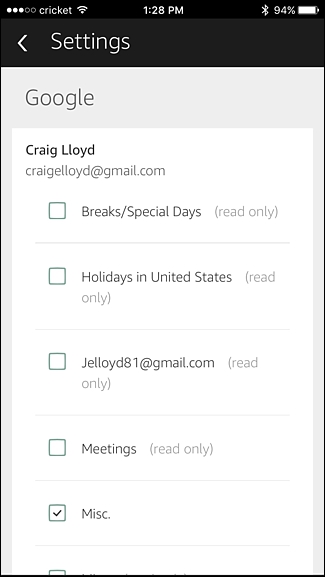 cricket 1:28 PM 94%
Settings
Google
Craig Lloyd
craigelloyd@gmail.com
Breaks/Special Days (read only)
Holidays in United States (read
only)
Jelloyd81@gmail.com (read
only)
Meetings (read only)
Misc.